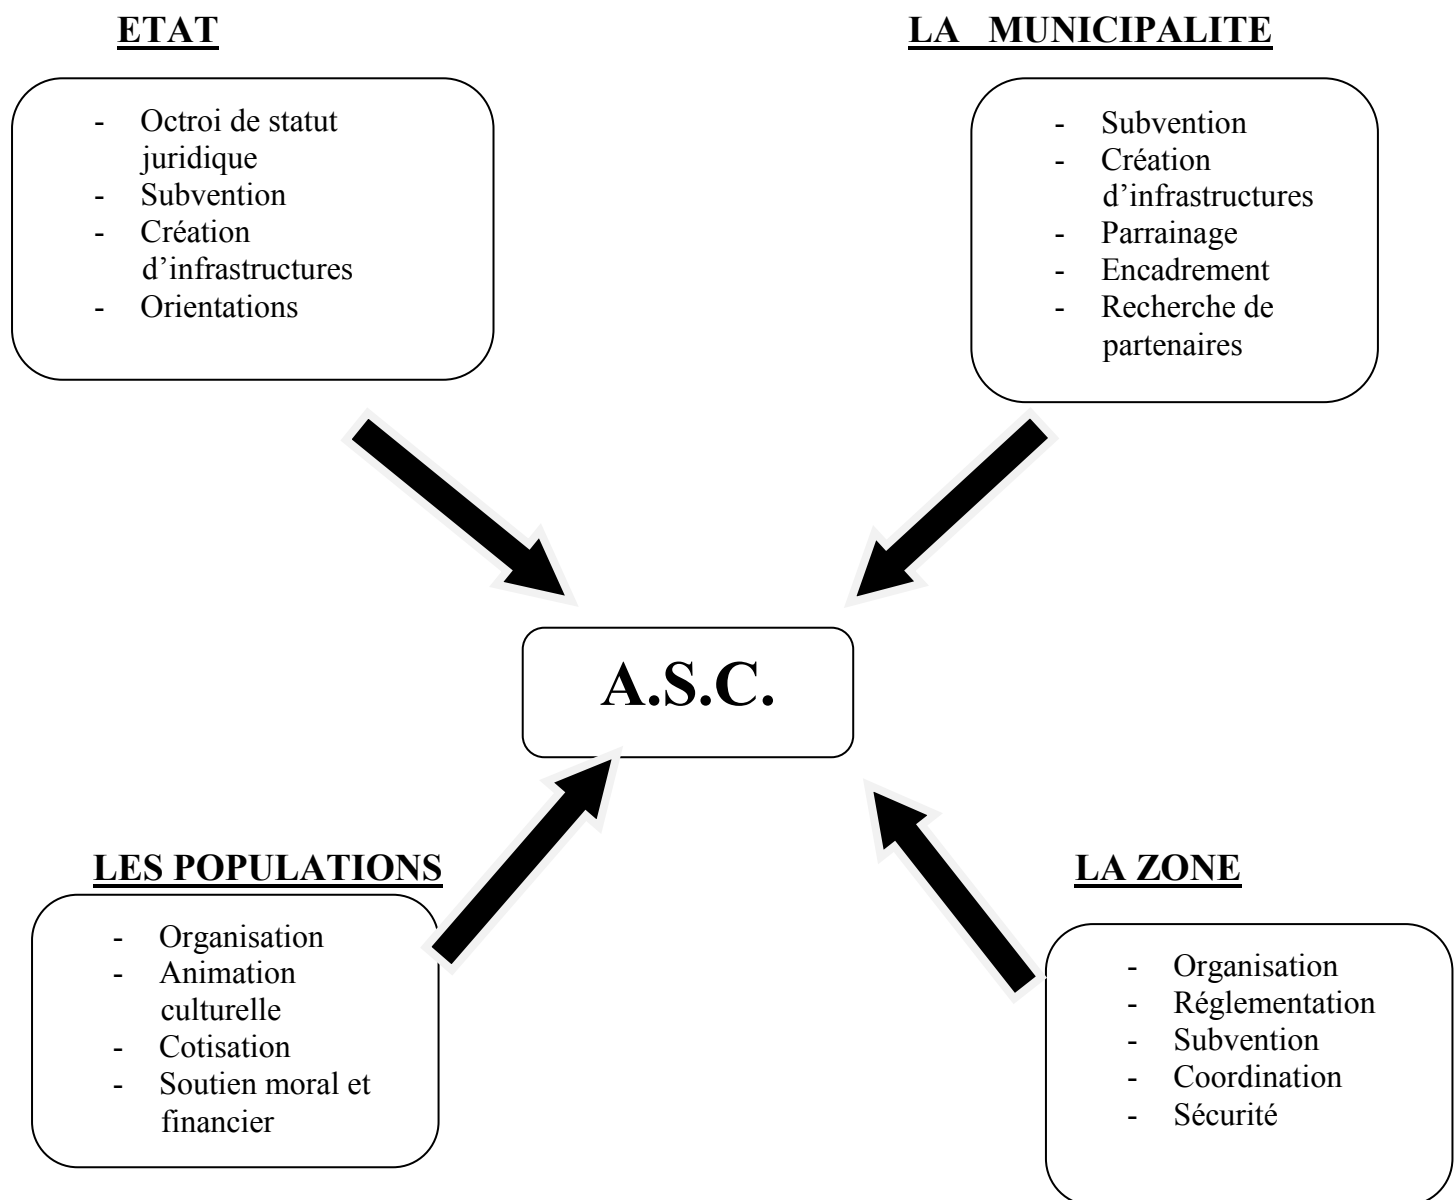 ETAT
- Octroi de statut
juridique
- Subvention
- Création
d’infrastructures
- Orientations
LA MUNICIPALITE
- Subvention
- Création
d’infrastructures
- Parrainage
- Encadrement
- Recherche de
partenaires
A.S.C.
LES POPULATIONS
- Organisation
- Animation
culturelle
- Cotisation
- Soutien moral et
financier
LA ZONE
- Organisation
- Réglementation
- Subvention
- Coordination
- Sécurité